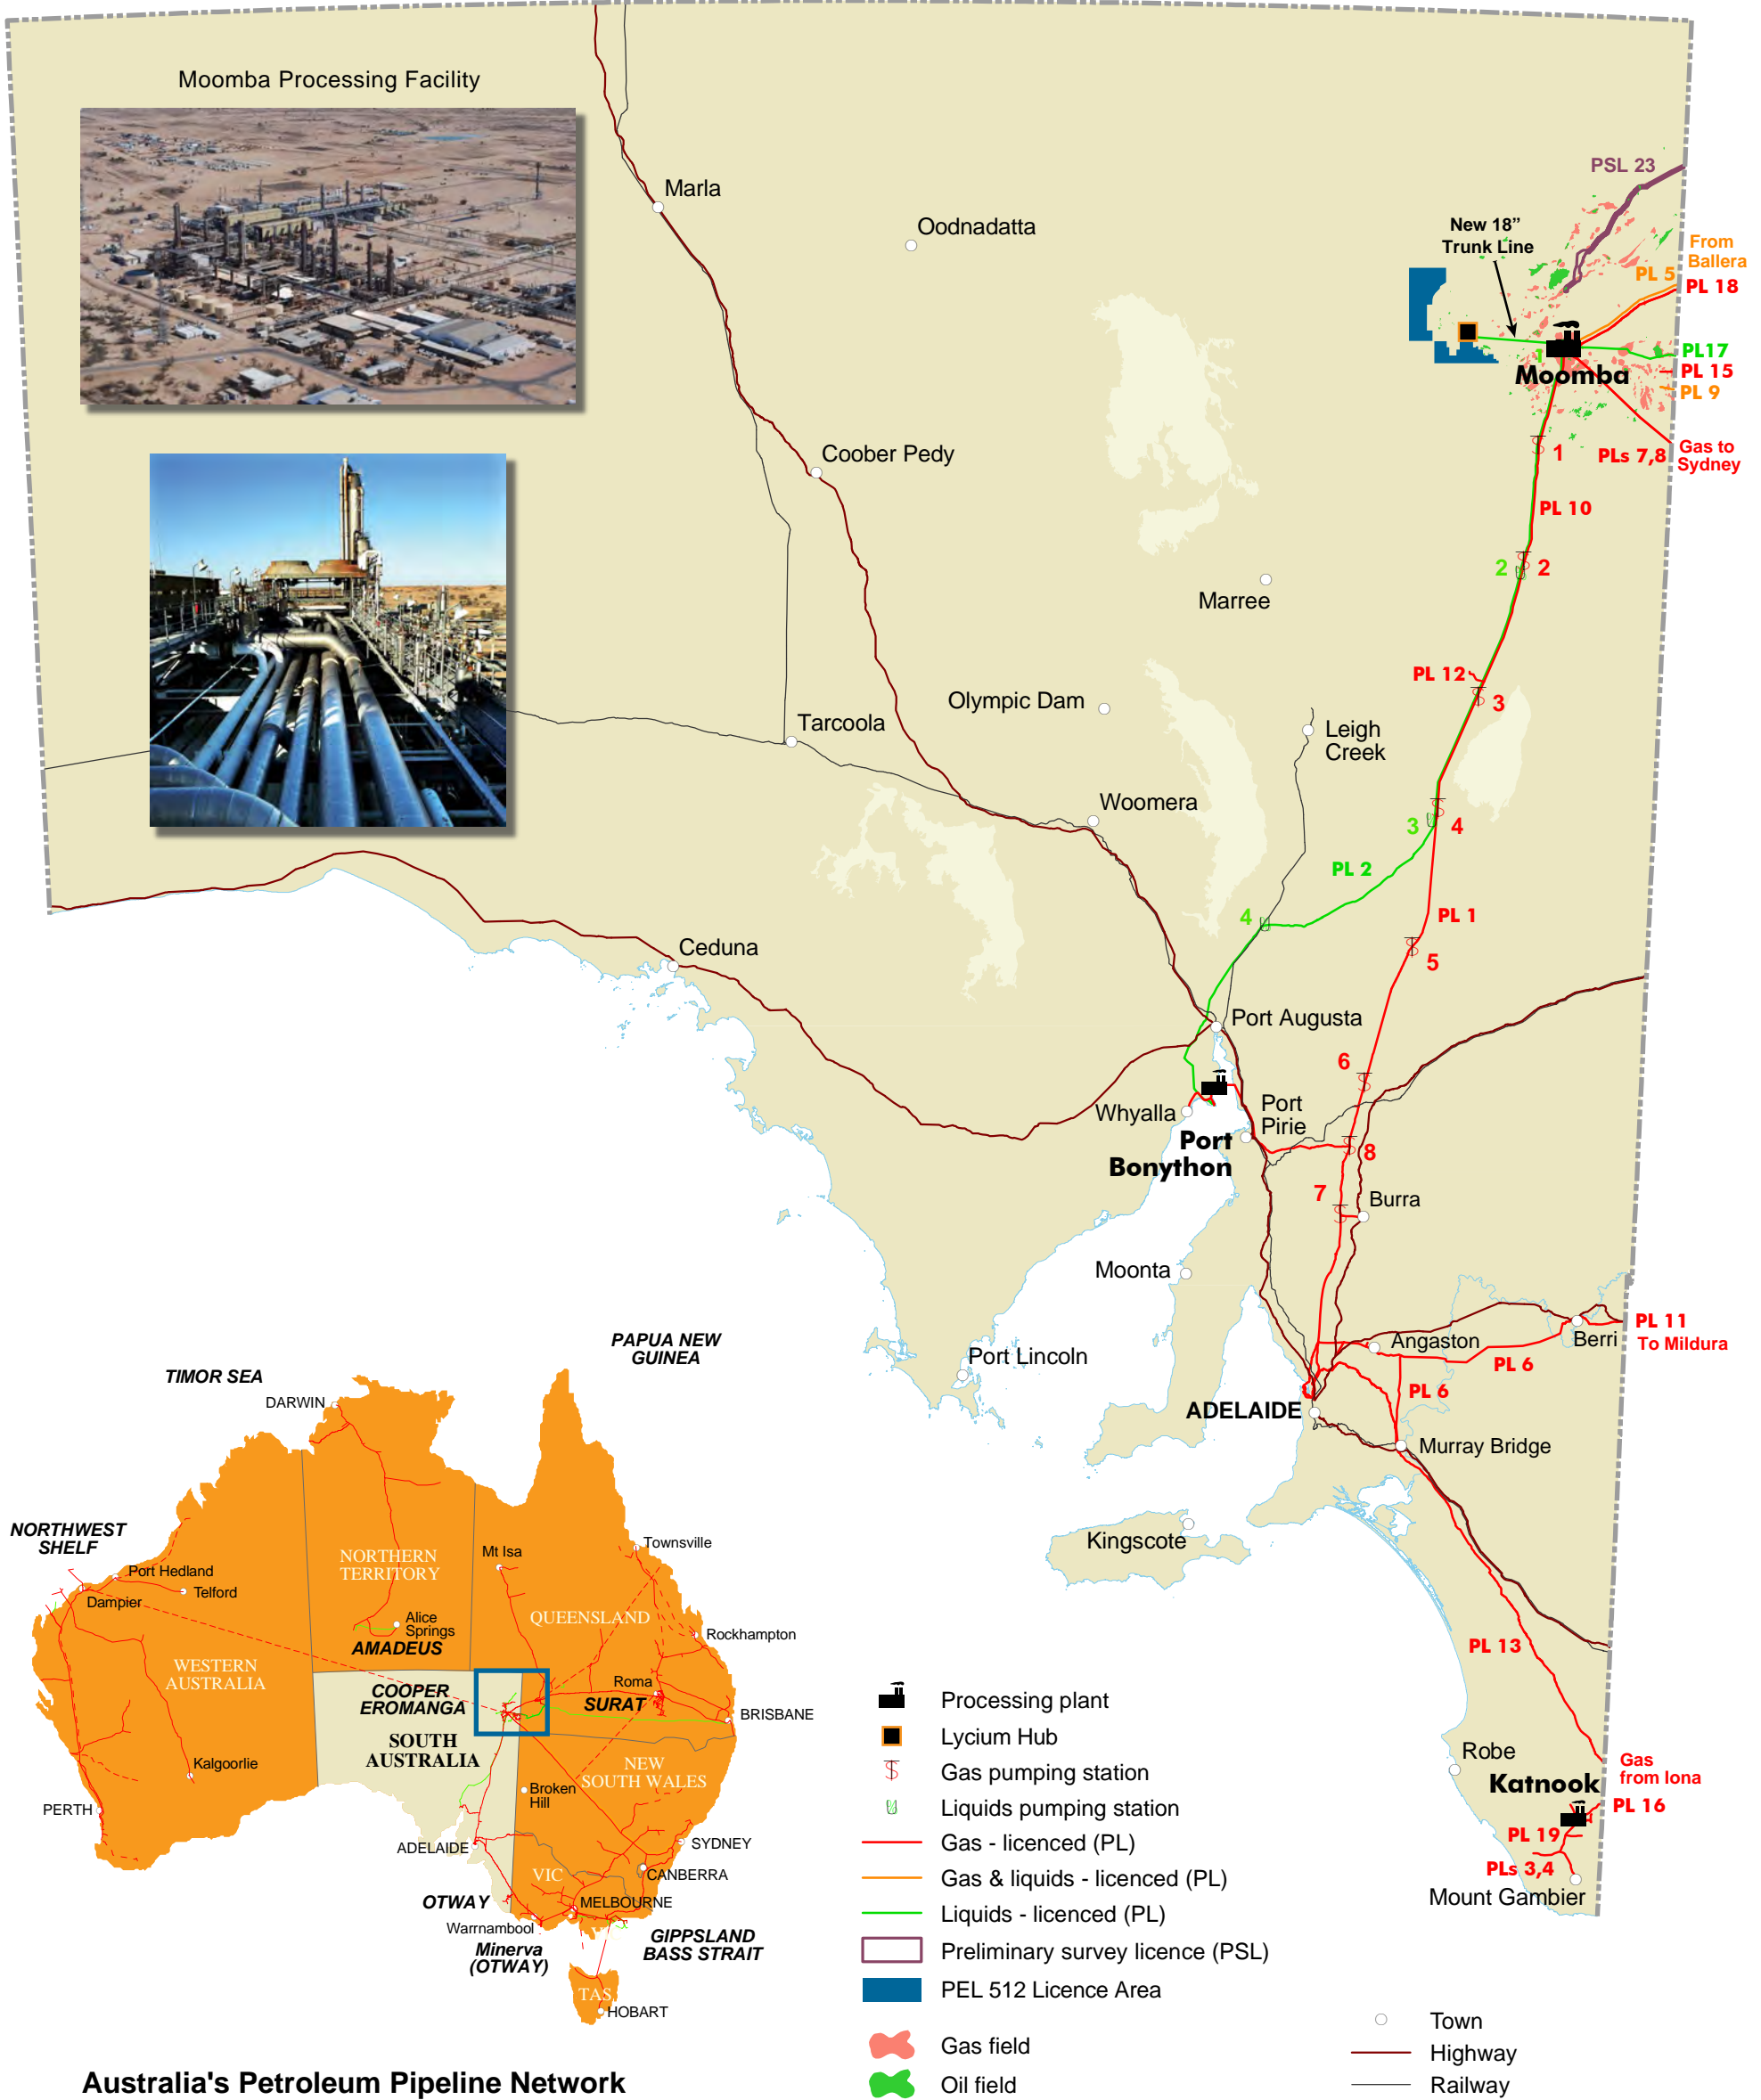 Moomba Processing Facility
Marla
Oodnadatta
PSL 23
New 18”
Trunk Line
From
Ballera
PL 5
PL 18
PL17
PL 15
PL 9
1
Moomba
1
PLs 7,8
Gas to
Sydney
PL 10
Coober Pedy
2
2
Marree
PL 12
3
Olympic Dam
Tarcoola
Leigh
Creek
Woomera
3
4
PL 2
4
PL 1
5
Ceduna
Port Augusta
6
Whyalla
Port
Pirie
Port
Bonython
8
7
Burra
Moonta
PL 11
To Mildura
Berri
Angaston
PL 6
PL 6
Port Lincoln
ADELAIDE
Murray Bridge
Kingscote
PL 13
Robe
Katnook
Gas
from Iona
PL 16
PL 19
PLs 3,4
Mount Gambier
PAPUA NEW
GUINEA
TIMOR SEA
DARWIN
NORTHWEST
SHELF
Port Hedland
Telford
Dampier
NORTHERN
TERRITORY
Mt Isa
Townsville
Alice
Springs
AMADEUS
QUEENSLAND
Rockhampton
WESTERN
AUSTRALIA
COOPER
EROMANGA
Roma
SURAT
BRISBANE
SOUTH
AUSTRALIA
Kalgoorlie
NEW
SOUTH WALES
Broken
Hill
PERTH
ADELAIDE
SYDNEY
CANBERRA
VIC
OTWAY
MELBOURNE
Warrnambool
Minerva
(OTWAY)
GIPPSLAND
BASS STRAIT
TAS
HOBART
Australia's Petroleum Pipeline Network
Processing plant
Lycium Hub
Gas pumping station
Liquids pumping station
Gas - licenced (PL)
Gas & liquids - licenced (PL)
Liquids - licenced (PL)
Preliminary survey licence (PSL)
PEL 512 Licence Area
Gas field
Oil field
Town
Highway
Railway